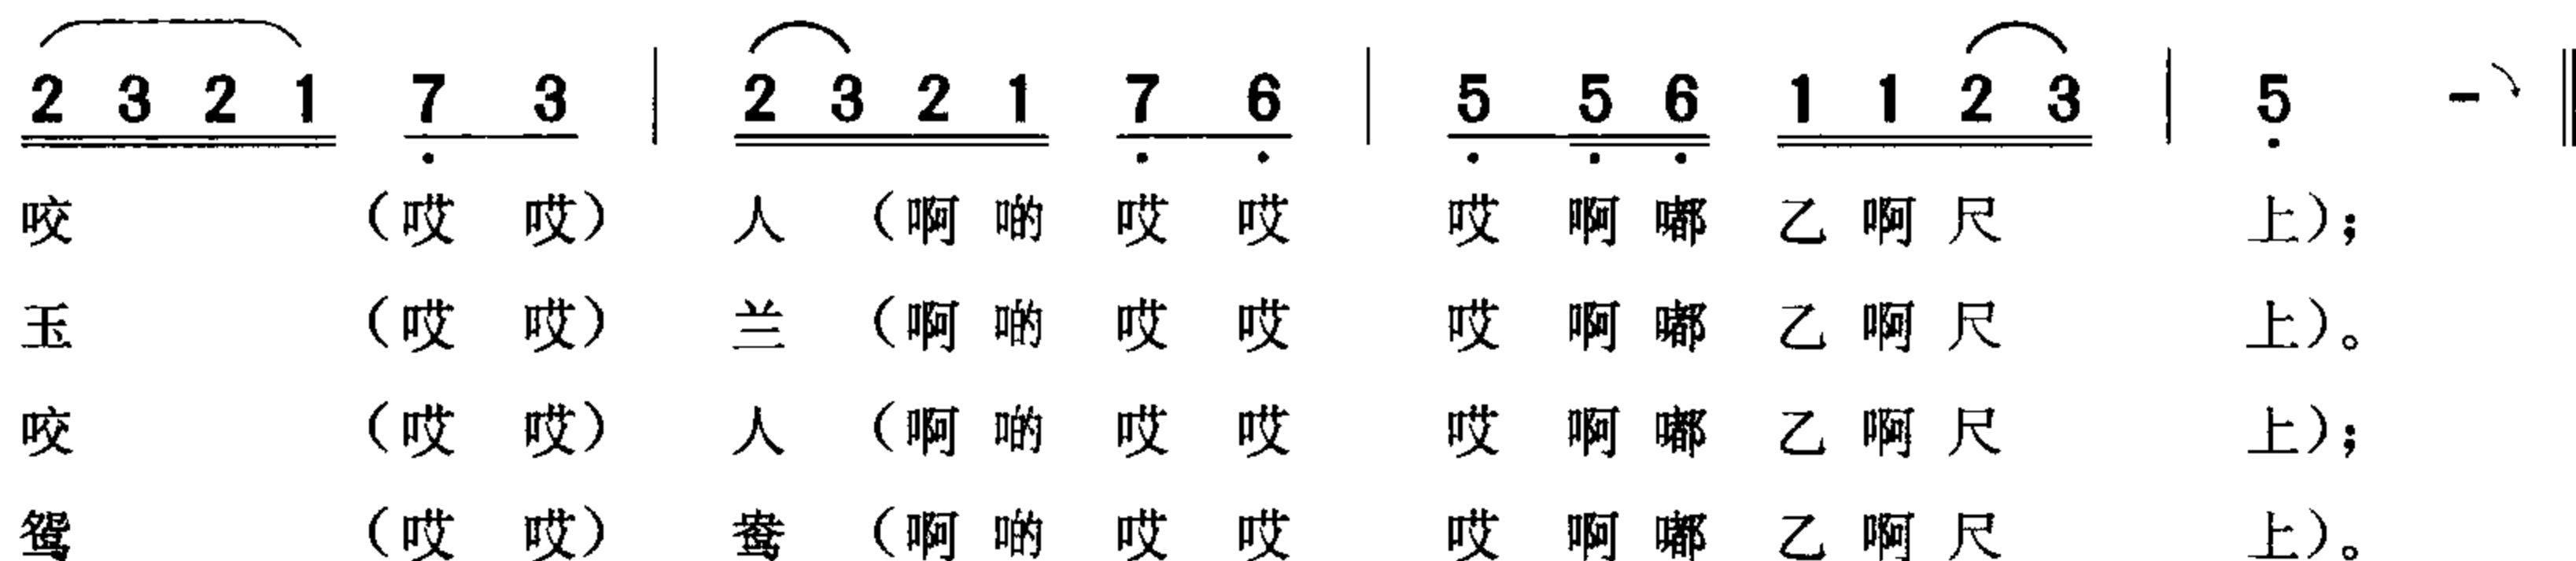 2 3 2 1 7 3 | 2 3 2 1 7 6 | 5 5 6 1 1 2 3 | 5 -
咬 (哎 哎) 人 (啊 啲 哎 哎 哎 啊 嘟 乙 啊 尺 上);
玉 (哎 哎) 兰 (啊 啲 哎 哎 哎 啊 嘟 乙 啊 尺 上)。
咬 (哎 哎) 人 (啊 啲 哎 哎 哎 啊 嘟 乙 啊 尺 上);
鸳 (哎 哎) 鸯 (啊 啲 哎 哎 哎 啊 嘟 乙 啊 尺 上)。